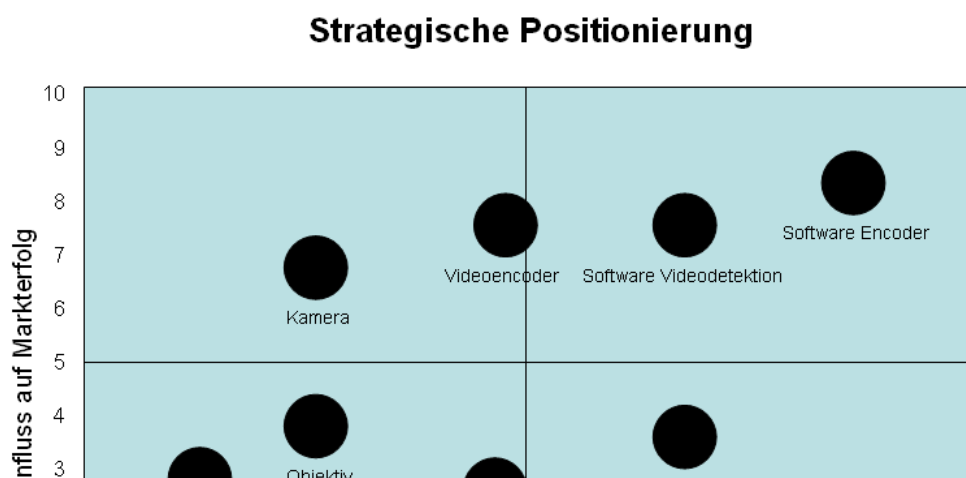 Strategische Positionierung
10
9
8
7
6
5
4
3
nfluss auf Markterfolg
Software Encoder
Videoencoder
Software Videodetektion
Kamera
Objektiv